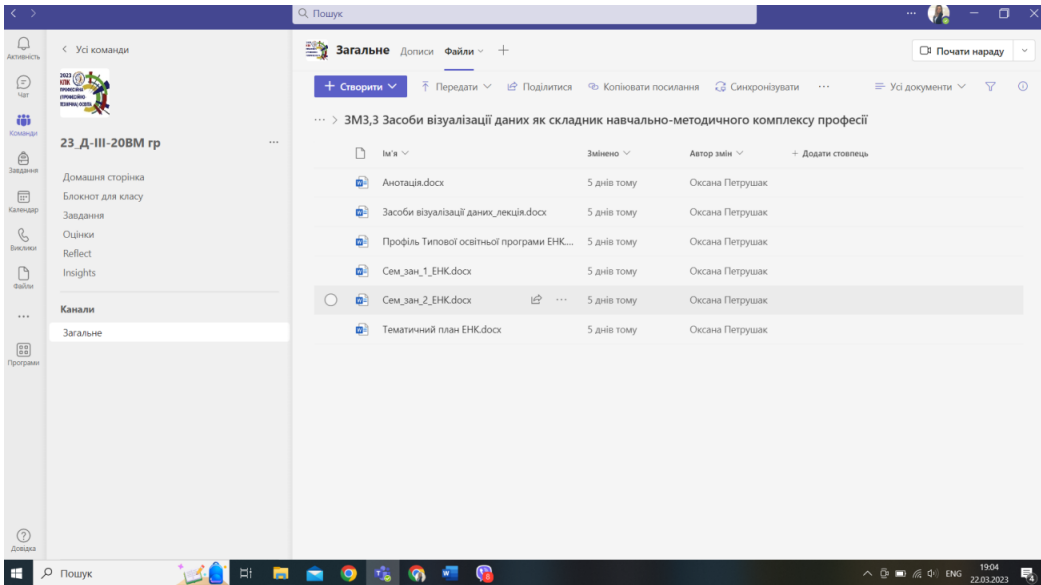 Пошук
Активність
Чат
Команди
Завдання
Календар
Виклики
Файли
Програми
Довідка
Усі команди
2023
КПК
23_Д-ІІІ-20ВМ гр
Домашня сторінка
Блокнот для класу
Завдання
Оцінки
Reflect
Insights
Канали
Загальне
Загальне Дописи Файли
Почати нараду
Створити Передати Поділитися Копіювати посилання Синхронізувати ... Усі документи
... > ЗМ3,3 Засоби візуалізації даних як складник навчально-методичного комплексу професії
Ім'я Змінено Автор змін + Додати стовпець
Анотація.docx 5 днів тому Оксана Петрушак
Засоби візуалізації даних_лекція.docx 5 днів тому Оксана Петрушак
Профіль Типової освітньої програми ЕНК.... 5 днів тому Оксана Петрушак
Сем_зан_1_ЕНК.docx 5 днів тому Оксана Петрушак
Сем_зан_2_ЕНК.docx 5 днів тому Оксана Петрушак
Тематичний план ЕНК.docx 5 днів тому Оксана Петрушак
Пошук
ENG
19:04
22.03.2023